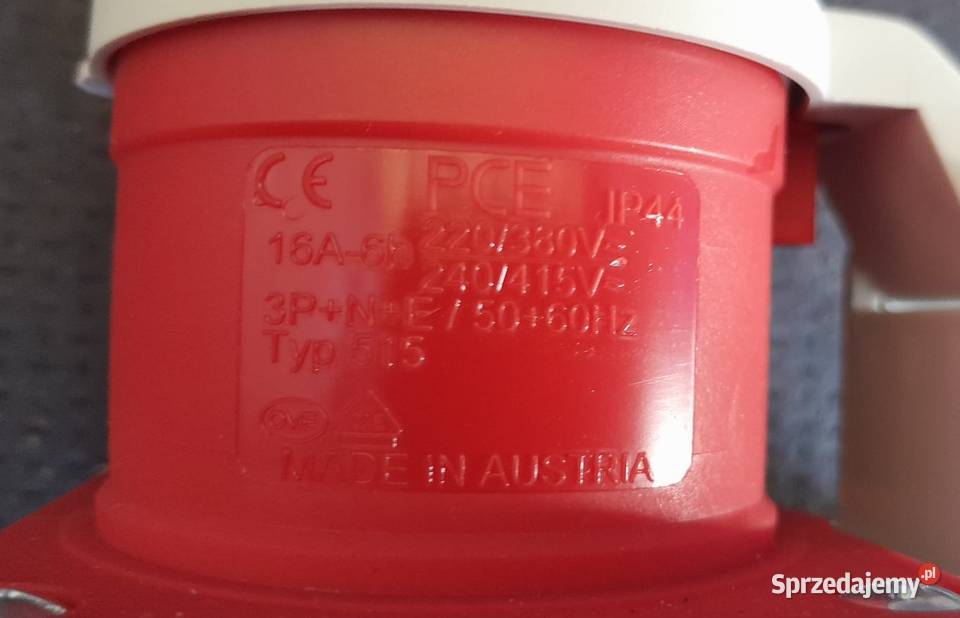 CE PCE IP44
16A-6h 220/380V~
240/415V~
3P+N+E / 50+60Hz
Typ 515
OVE
MADE IN AUSTRIA
Sprzedajemy.pl